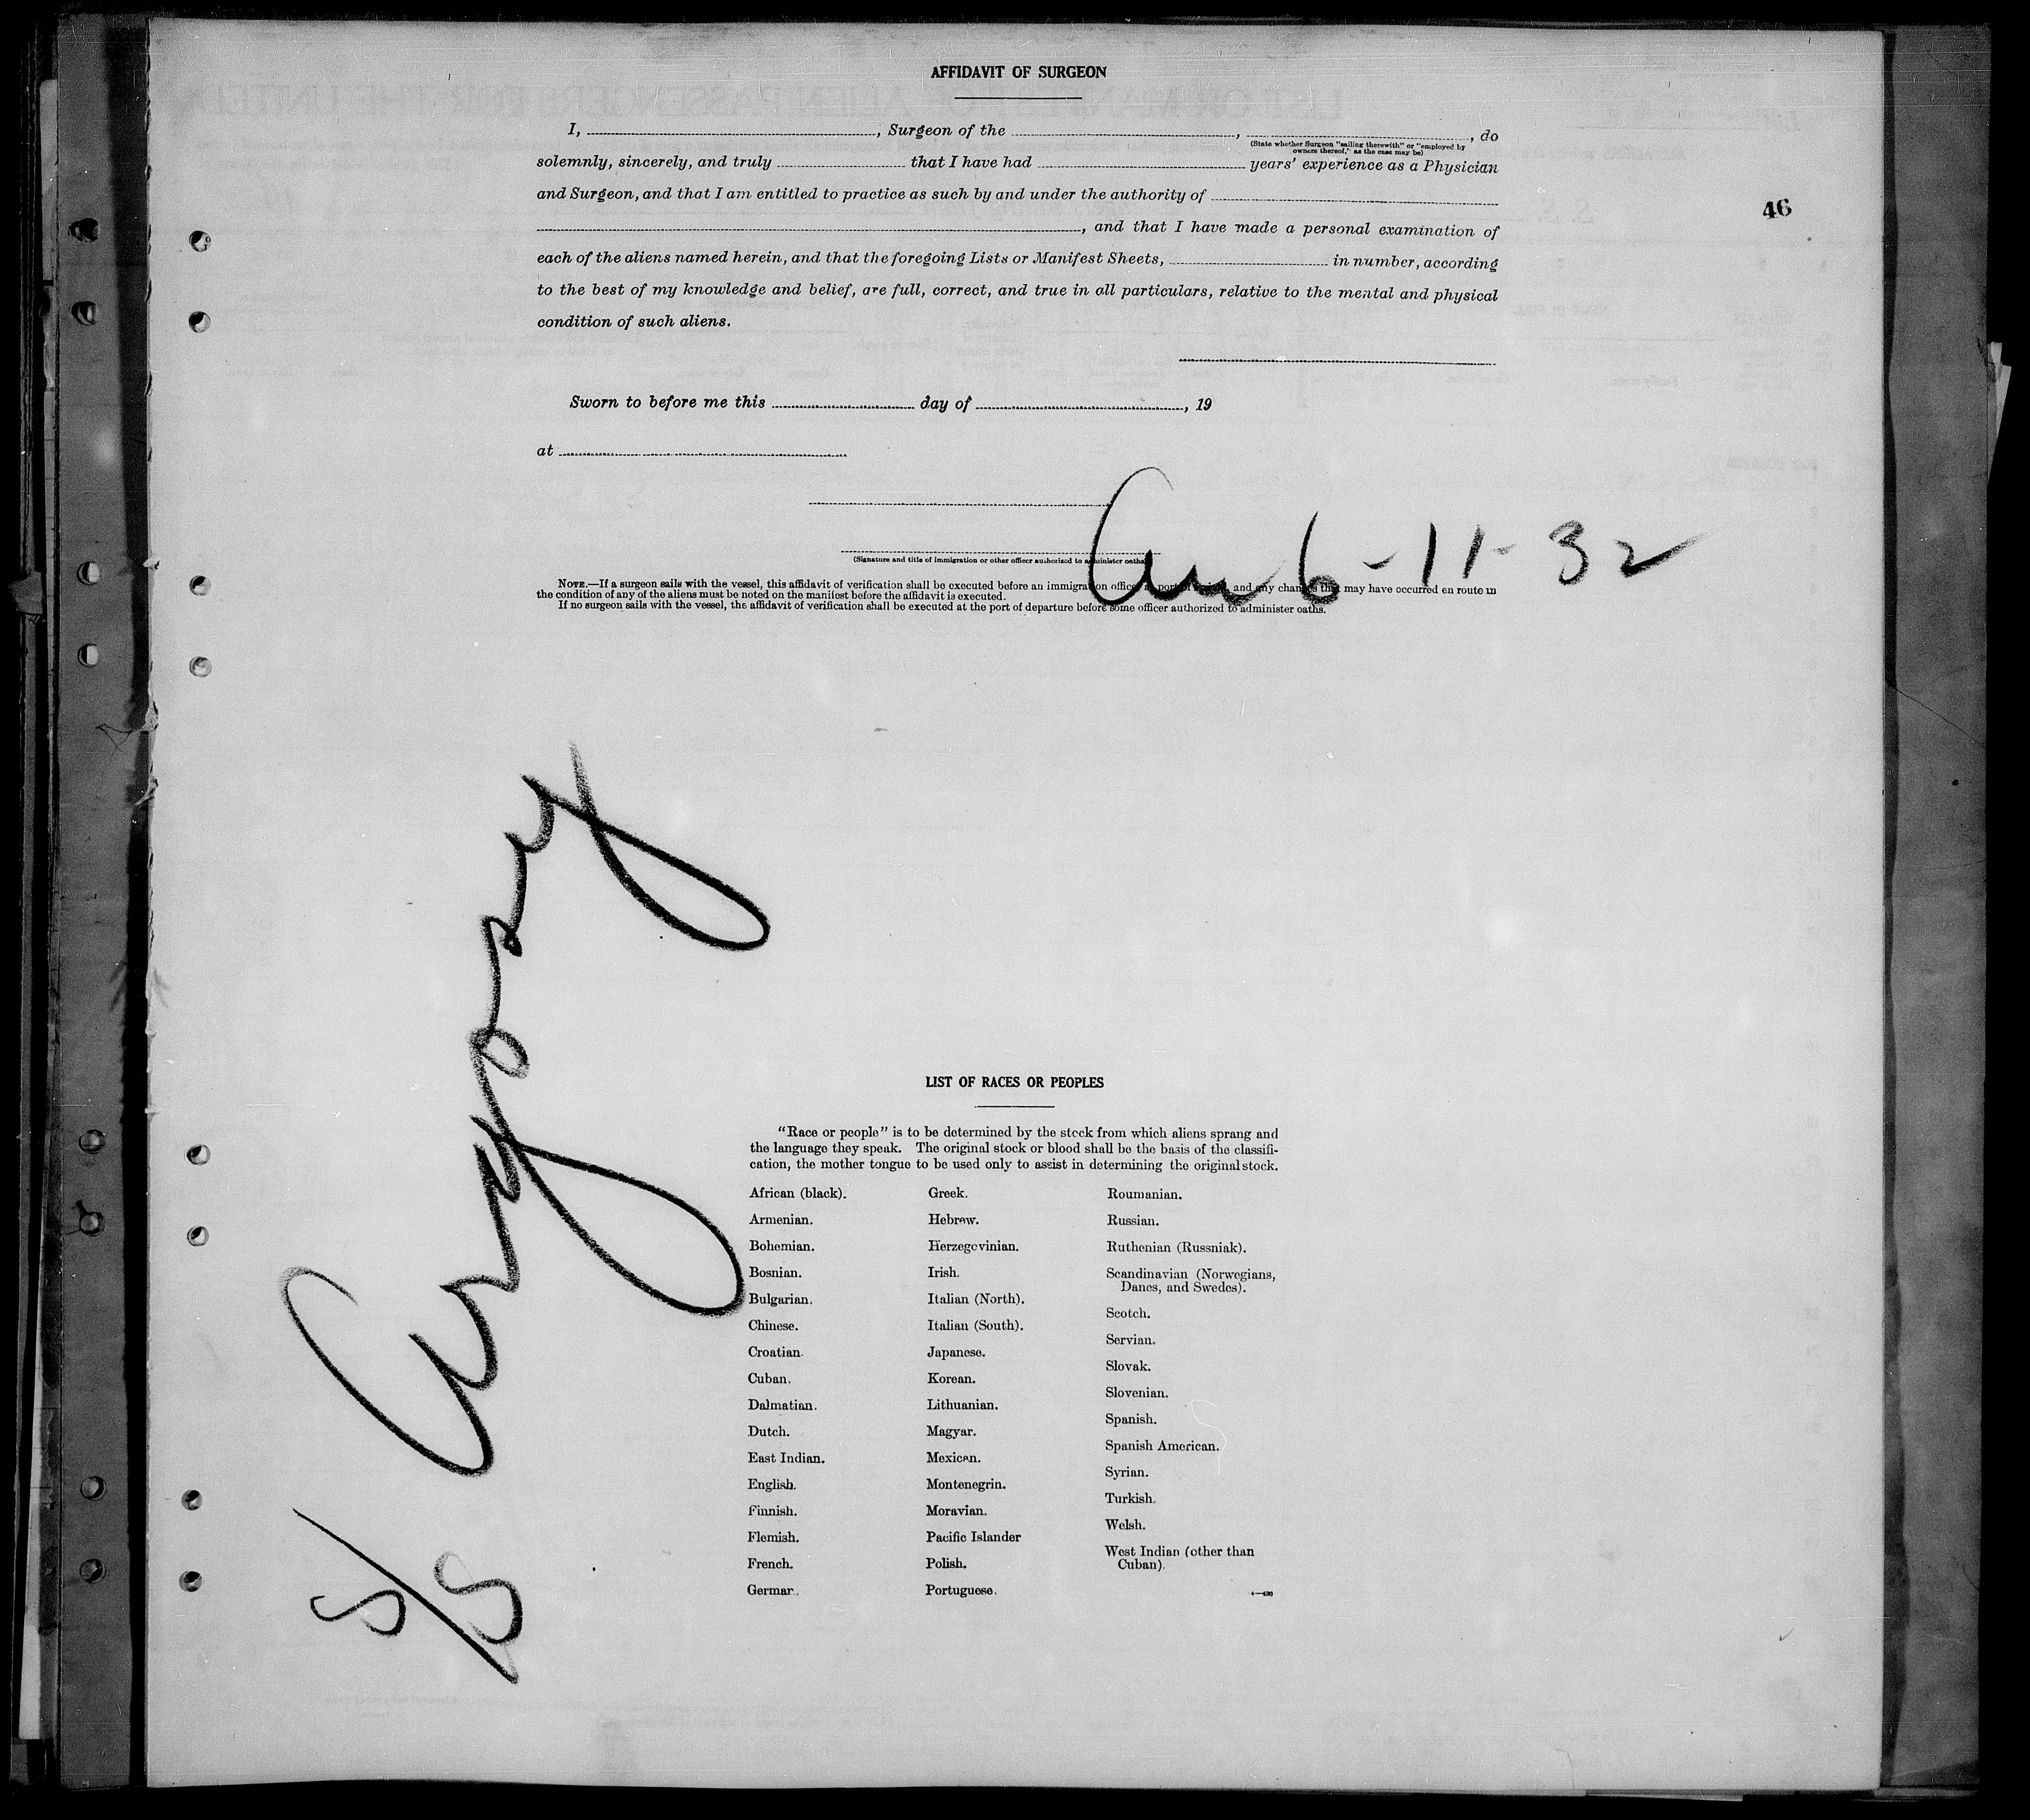 AFFIDAVIT OF SURGEON
I, , Surgeon of the , , do
(State whether Surgeon "sailing therewith" or "employed by
owners thereof," as the case may be)
solemnly, sincerely, and truly that I have had years' experience as a Physician
and Surgeon, and that I am entitled to practice as such by and under the authority of
, and that I have made a personal examination of
46
each of the aliens named herein, and that the foregoing Lists or Manifest Sheets, in number, according
to the best of my knowledge and belief, are full, correct, and true in all particulars, relative to the mental and physical
condition of such aliens.
Sworn to before me this day of , 19
at
(Signature and title of immigration or other officer authorized to administer oaths)
6-11-32
NOTE.—If a surgeon sails with the vessel, this affidavit of verification shall be executed before an immigration officer port and any changes may have occurred en route in
the condition of any of the aliens must be noted on the manifest before the affidavit is executed.
If no surgeon sails with the vessel, the affidavit of verification shall be executed at the port of departure before some officer authorized to administer oaths.
S/S Argosy
LIST OF RACES OR PEOPLES
"Race or people" is to be determined by the stock from which aliens sprang and
the language they speak. The original stock or blood shall be the basis of the classifi-
cation, the mother tongue to be used only to assist in determining the original stock.
African (black).
Armenian.
Bohemian.
Bosnian.
Bulgarian.
Chinese.
Croatian.
Cuban.
Dalmatian.
Dutch.
East Indian.
English.
Finnish.
Flemish.
French.
German.
Greek.
Hebrew.
Herzegovinian.
Irish.
Italian (North).
Italian (South).
Japanese.
Korean.
Lithuanian.
Magyar.
Mexican.
Montenegrin.
Moravian.
Pacific Islander
Polish.
Portuguese.
Roumanian.
Russian.
Ruthenian (Russniak).
Scandinavian (Norwegians,
Danes, and Swedes).
Scotch.
Servian.
Slovak.
Slovenian.
Spanish.
Spanish American.
Syrian.
Turkish.
Welsh.
West Indian (other than
Cuban).